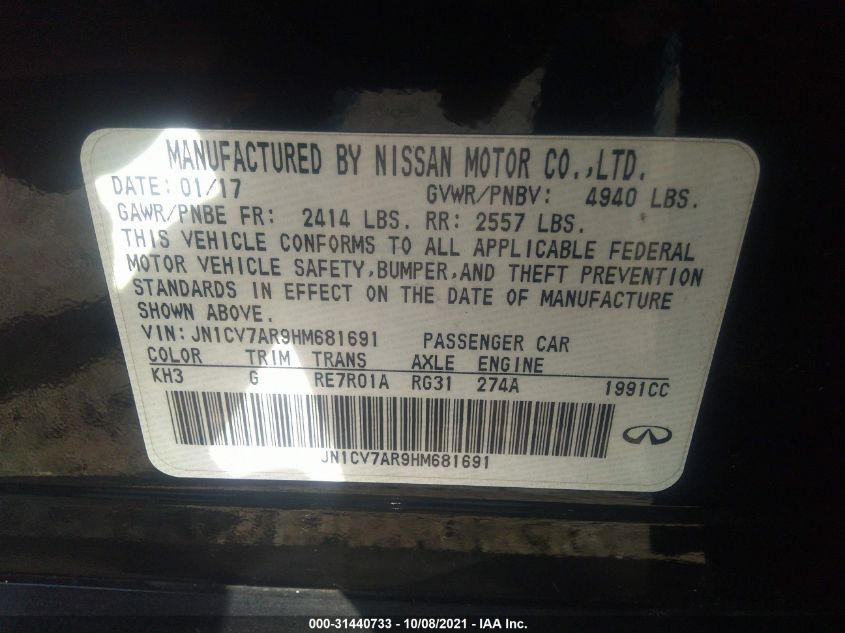 MANUFACTURED BY NISSAN MOTOR CO.,LTD.
DATE: 01/17 GVWR/PNBV: 4940 LBS.
GAWR/PNBE FR: 2414 LBS. RR: 2557 LBS.
THIS VEHICLE CONFORMS TO ALL APPLICABLE FEDERAL
MOTOR VEHICLE SAFETY,BUMPER,AND THEFT PREVENTION
STANDARDS IN EFFECT ON THE DATE OF MANUFACTURE
SHOWN ABOVE.
VIN: JN1CV7AR9HM681691 PASSENGER CAR
COLOR TRIM TRANS AXLE ENGINE
KH3 G RE7R01A RG31 274A 1991CC
JN1CV7AR9HM681691
000-31440733 - 10/08/2021 - IAA Inc.